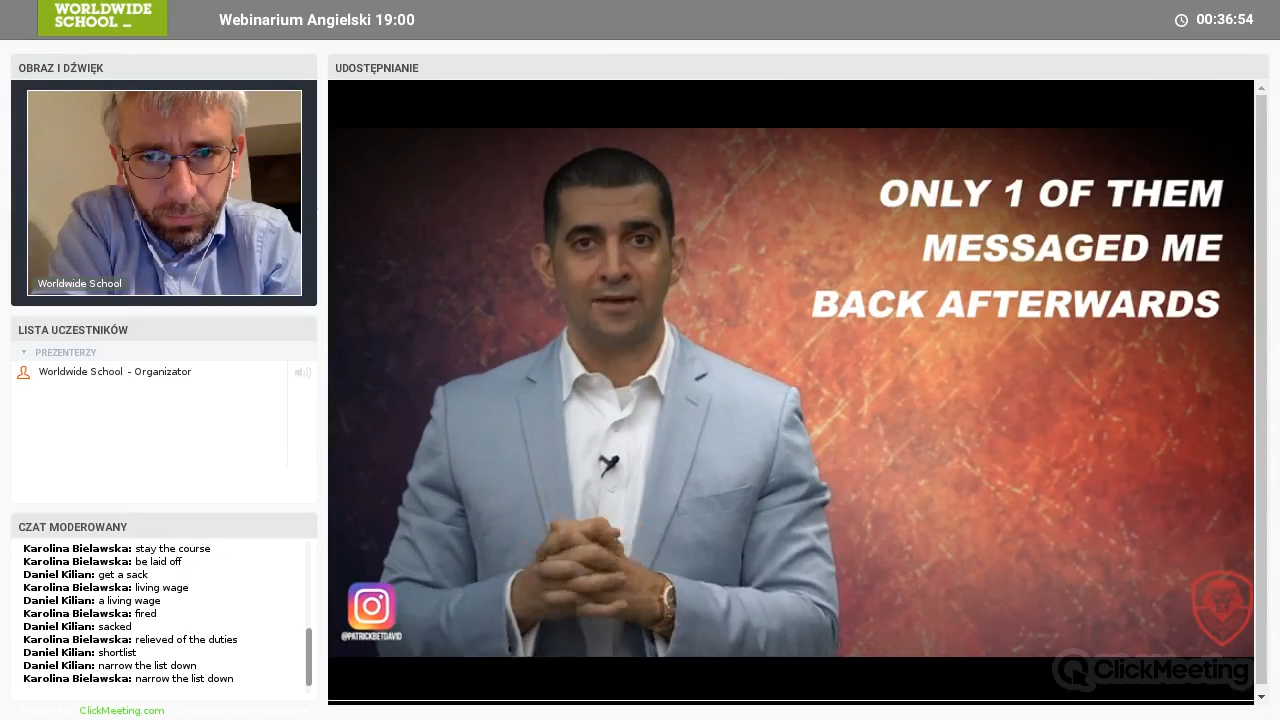 WORLDWIDE
SCHOOL
Webinarium Angielski 19:00
00:36:54
OBRAZ I DŹWIĘK
Worldwide School
LISTA UCZESTNIKÓW
PREZENTERZY
Worldwide School - Organizator
CZAT MODEROWANY
Karolina Bielawska: stay the course
Karolina Bielawska: be laid off
Daniel Kilian: get a sack
Karolina Bielawska: living wage
Daniel Kilian: a living wage
Karolina Bielawska: fired
Daniel Kilian: sacked
Karolina Bielawska: relieved of the duties
Daniel Kilian: shortlist
Daniel Kilian: narrow the list down
Karolina Bielawska: narrow the list down
ClickMeeting.com
UDOSTĘPNIANIE
ONLY 1 OF THEM
MESSAGED ME
BACK AFTERWARDS
@PATRICKBETDAVID
ClickMeeting